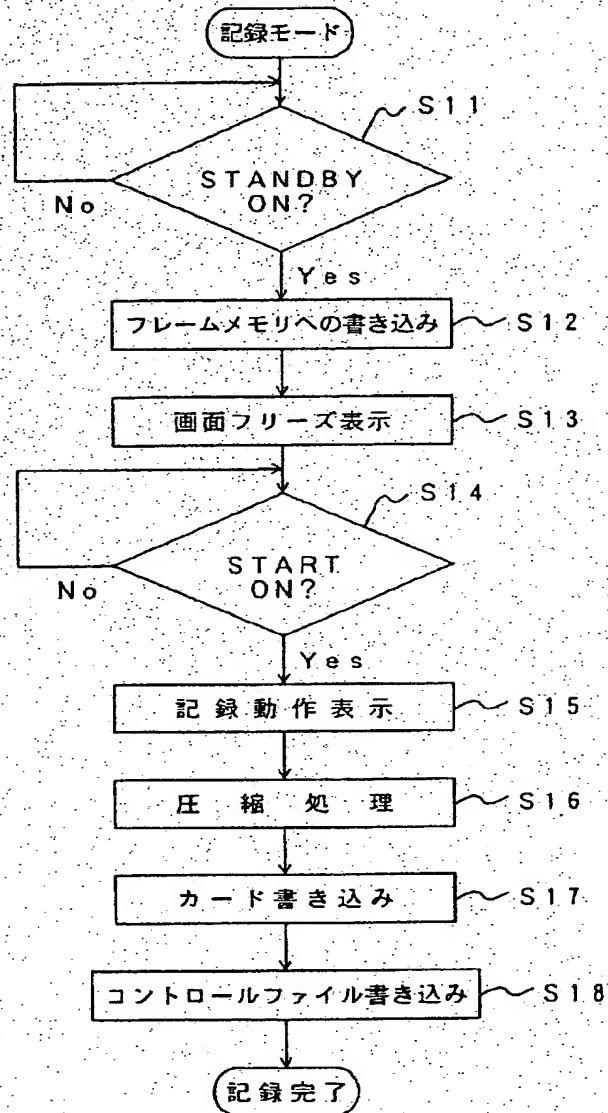 記録モード
S11
STANDBY
ON?
No
Yes
フレームメモリへの書き込み
S12
画面フリーズ表示
S13
S14
START
ON?
No
Yes
記録動作表示
S15
圧縮処理
S16
カード書き込み
S17
コントロールファイル書き込み
S18
記録完了